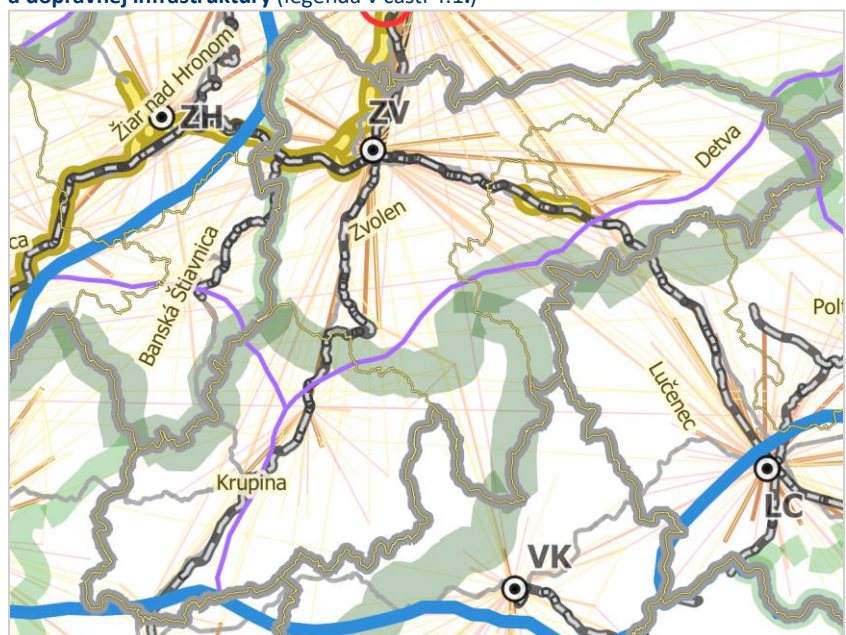 a dopravnej infraštruktúry (legenda v časti 4.1.)
Žiar nad Hronom
ZH
ZV
Detva
Zvolen
ca
Banská Štiavnica
Polt
Lučenec
Krupina
LC
VK